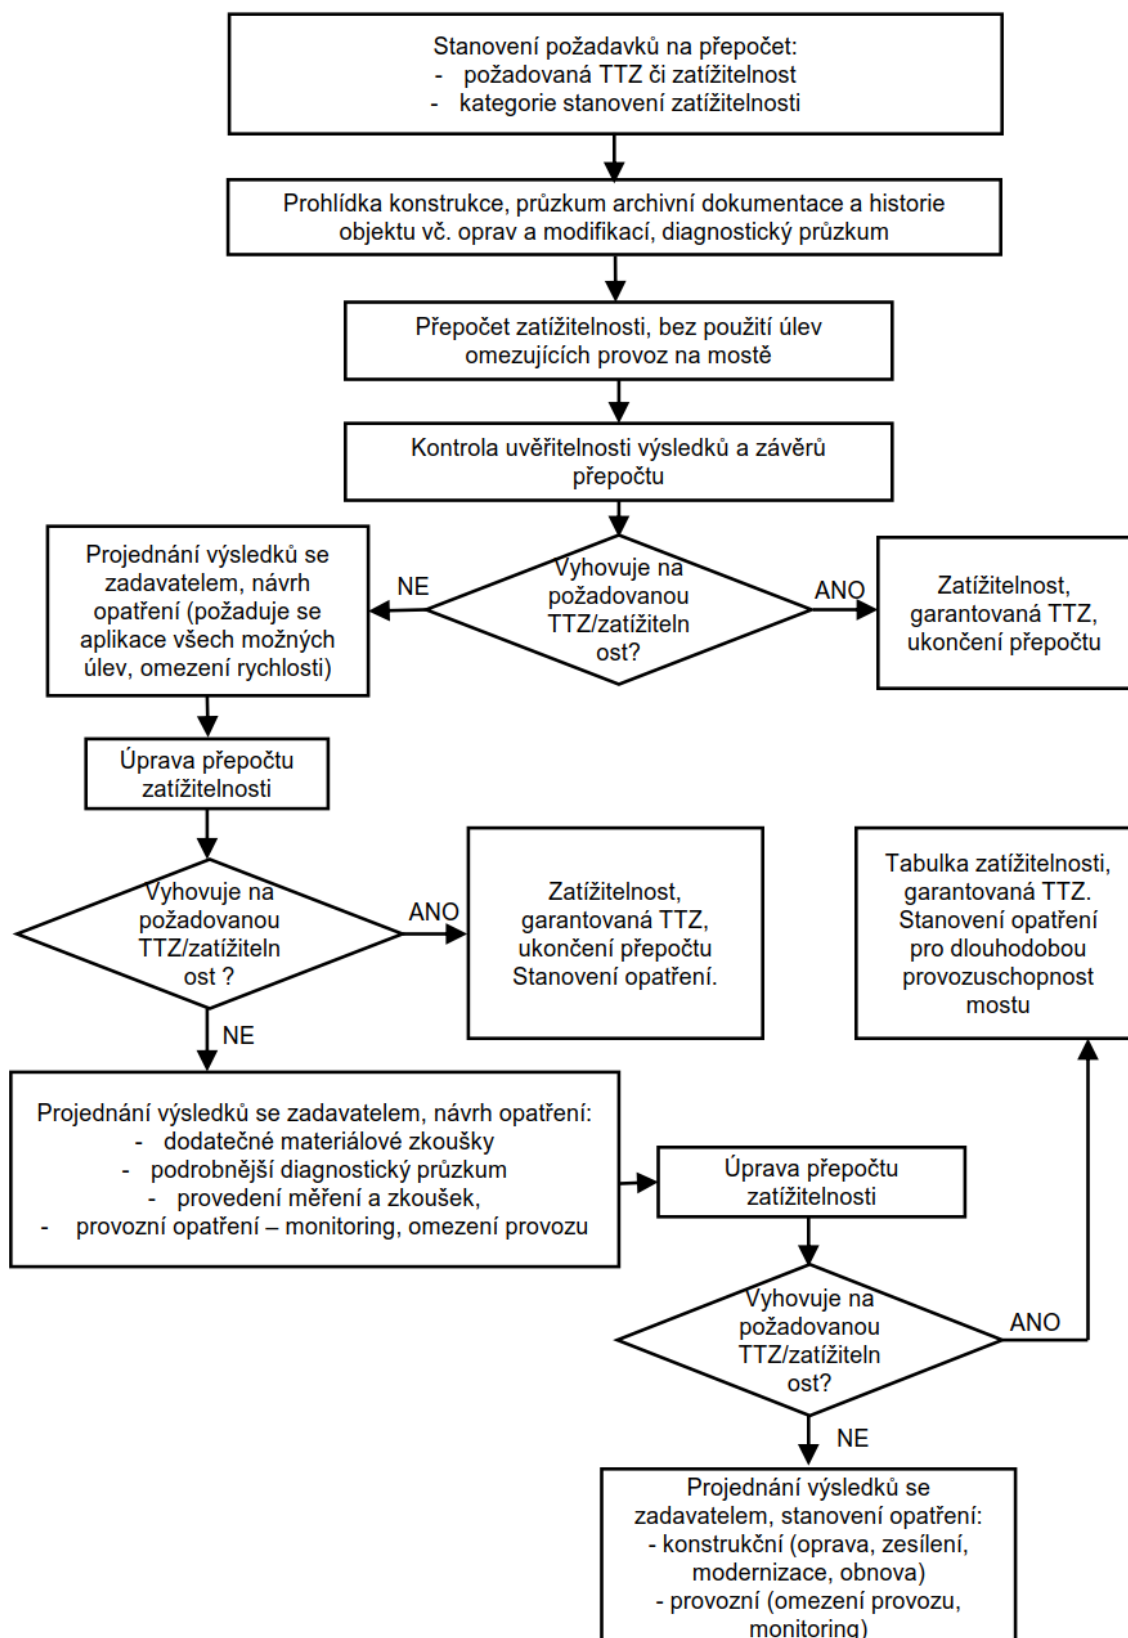 Stanovení požadavků na přepočet:
- požadovaná TTZ či zatížitelnost
- kategorie stanovení zatížitelnosti
Prohlídka konstrukce, průzkum archivní dokumentace a historie
objektu vč. oprav a modifikací, diagnostický průzkum
Přepočet zatížitelnosti, bez použití úlev
omezujících provoz na mostě
Kontrola uvěřitelnosti výsledků a závěrů
přepočtu
Vyhovuje na
požadovanou
TTZ/zatížiteln
ost?
NE
ANO
Projednání výsledků se
zadavatelem, návrh
opatření (požaduje se
aplikace všech možných
úlev, omezení rychlosti)
Zatížitelnost,
garantovaná TTZ,
ukončení přepočtu
Úprava přepočtu
zatížitelnosti
Vyhovuje na
požadovanou
TTZ/zatížiteln
ost ?
ANO
NE
Zatížitelnost,
garantovaná TTZ,
ukončení přepočtu
Stanovení opatření.
Tabulka zatížitelnosti,
garantovaná TTZ.
Stanovení opatření
pro dlouhodobou
provozuschopnost
mostu
Projednání výsledků se zadavatelem, návrh opatření:
- dodatečné materiálové zkoušky
- podrobnější diagnostický průzkum
- provedení měření a zkoušek,
- provozní opatření – monitoring, omezení provozu
Úprava přepočtu
zatížitelnosti
Vyhovuje na
požadovanou
TTZ/zatížiteln
ost?
ANO
NE
Projednání výsledků se
zadavatelem, stanovení opatření:
- konstrukční (oprava, zesílení,
modernizace, obnova)
- provozní (omezení provozu,
monitoring)